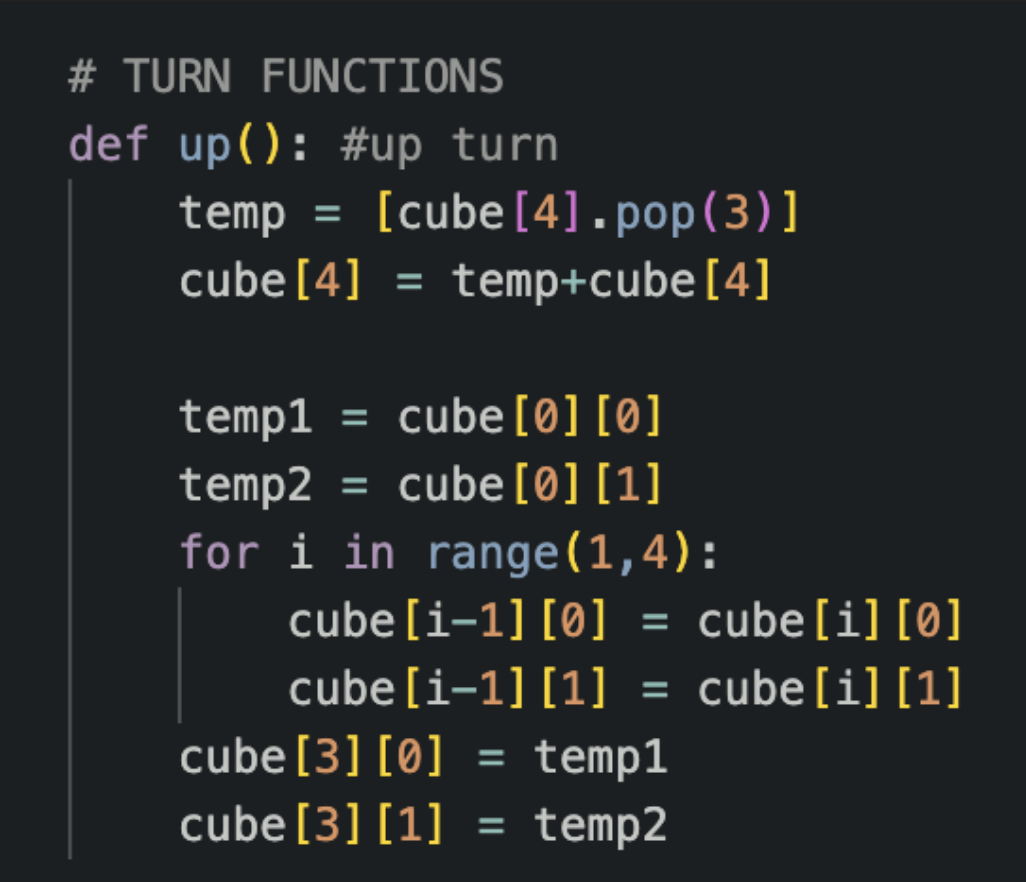 # TURN FUNCTIONS
def up(): #up turn
    temp = [cube[4].pop(3)]
    cube[4] = temp+cube[4]

    temp1 = cube[0][0]
    temp2 = cube[0][1]
    for i in range(1,4):
        cube[i-1][0] = cube[i][0]
        cube[i-1][1] = cube[i][1]
    cube[3][0] = temp1
    cube[3][1] = temp2